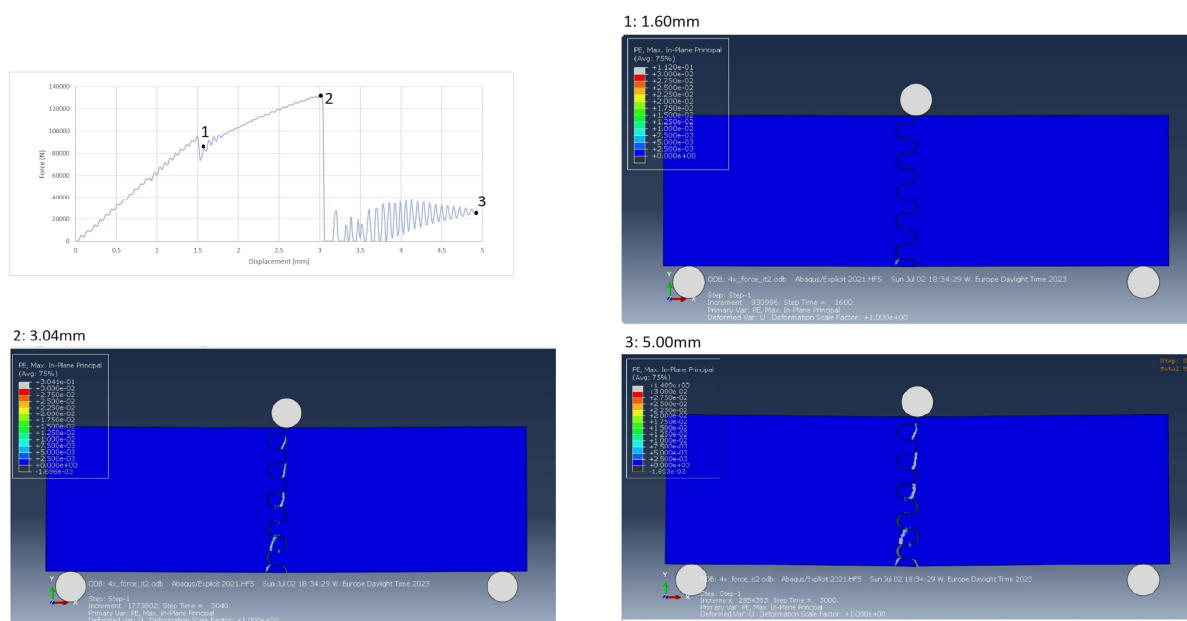 1: 1.60mm
140000
120000
100000
80000
60000
40000
20000
0
Force (N)
0
0.5
1
1.5
2
2.5
3
3.5
4
4.5
5
Displacement (mm)
1
2
3
PE, Max. In-Plane Principal
(Avg: 75%)
+1.120e-01
+3.000e-02
+2.750e-02
+2.500e-02
+2.250e-02
+2.000e-02
+1.750e-02
+1.500e-02
+1.250e-02
+1.000e-02
+7.500e-03
+5.000e-03
+2.500e-03
+0.000e+00
Y
X
ODB: 4x_force_it2.odb Abaqus/Explicit 2021.HF5 Sun Jul 02 18:34:29 W. Europe Daylight Time 2023
Step: Step-1
Increment 930996: Step Time = 1600.
Primary Var: PE, Max. In-Plane Principal
Deformed Var: U Deformation Scale Factor: +1.000e+00
2: 3.04mm
PE, Max. In-Plane Principal
(Avg: 75%)
+3.041e-01
+3.000e-02
+2.750e-02
+2.500e-02
+2.250e-02
+2.000e-02
+1.750e-02
+1.500e-02
+1.250e-02
+1.000e-02
+7.500e-03
+5.000e-03
+2.500e-03
+0.000e+00
-1.698e-03
Y
X
ODB: 4x_force_it2.odb Abaqus/Explicit 2021.HF5 Sun Jul 02 18:34:29 W. Europe Daylight Time 2023
Step: Step-1
Increment 1773602: Step Time = 3040.
Primary Var: PE, Max. In-Plane Principal
Deformed Var: U Deformation Scale Factor: +1.000e+00
3: 5.00mm
PE, Max. In-Plane Principal
(Avg: 75%)
+1.400e+00
+3.000e-02
+2.750e-02
+2.500e-02
+2.250e-02
+2.000e-02
+1.750e-02
+1.500e-02
+1.250e-02
+1.000e-02
+7.500e-03
+5.000e-03
+2.500e-03
+0.000e+00
Y
X
ODB: 4x_force_it2.odb Abaqus/Explicit 2021.HF5 Sun Jul 02 18:34:29 W. Europe Daylight Time 2023
Step: Step-1
Step Time = 5000.
Primary Var: PE, Max. In-Plane Principal
Deformed Var: U Deformation Scale Factor: +1.000e+00